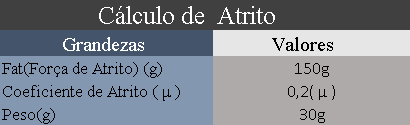 Cálculo de Atrito
Grandezas Valores
Fat(Força de Atrito) (g) 150g
Coeficiente de Atrito ( μ ) 0,2( μ )
Peso(g) 30g